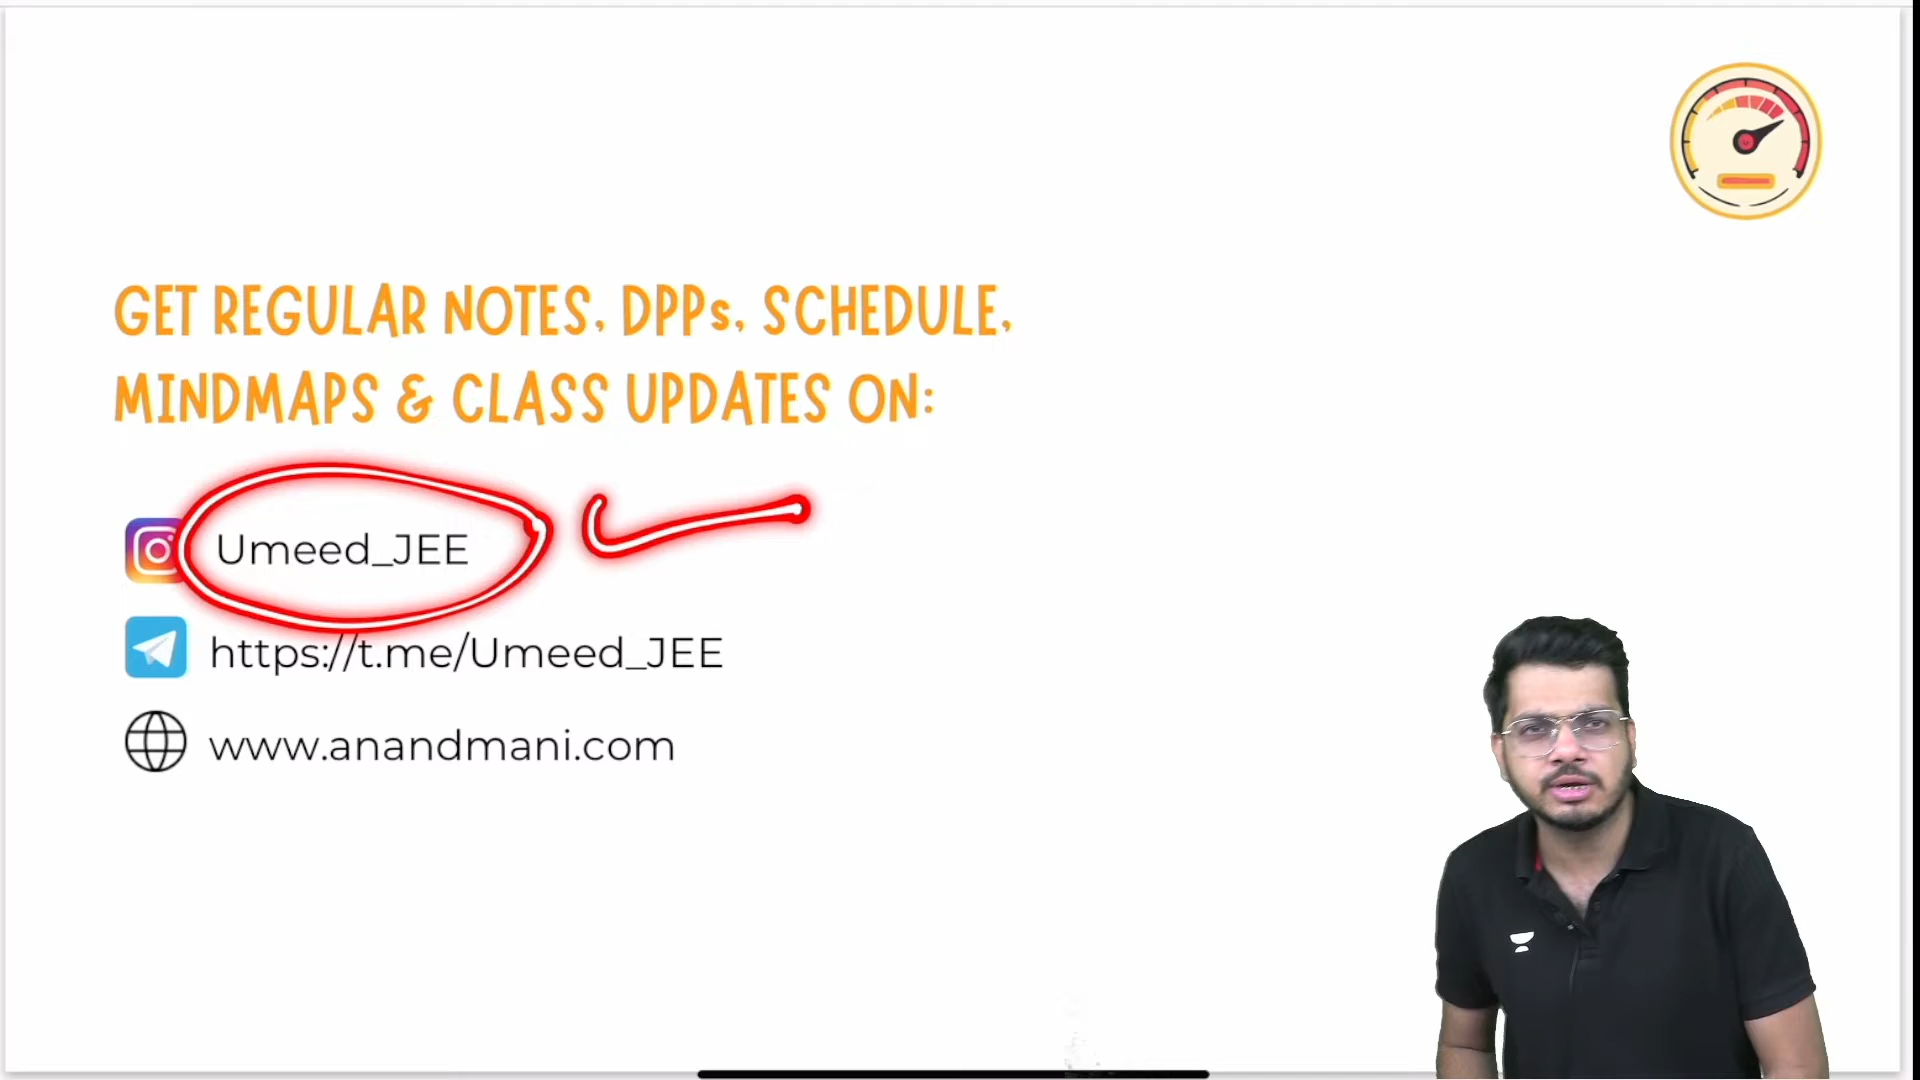 GET REGULAR NOTES, DPPs, SCHEDULE,
MINDMAPS & CLASS UPDATES ON:
Umeed_JEE
https://t.me/Umeed_JEE
www.anandmani.com